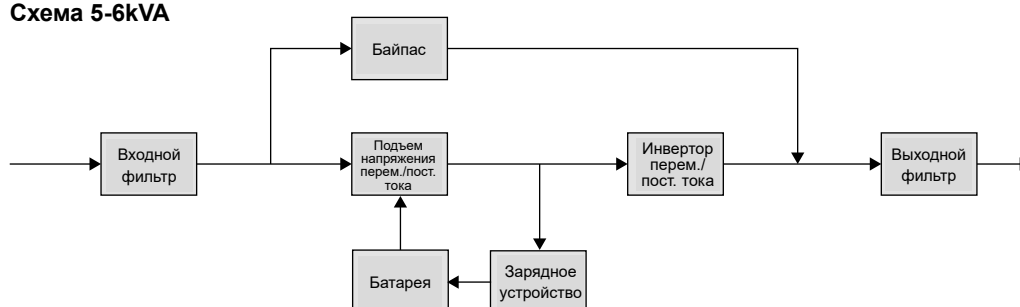 Схема 5-6kVA
Байпас
Входной
фильтр
Подъем
напряжения
перем./пост.
тока
Инвертор
перем./
пост. тока
Выходной
фильтр
Батарея
Зарядное
устройство